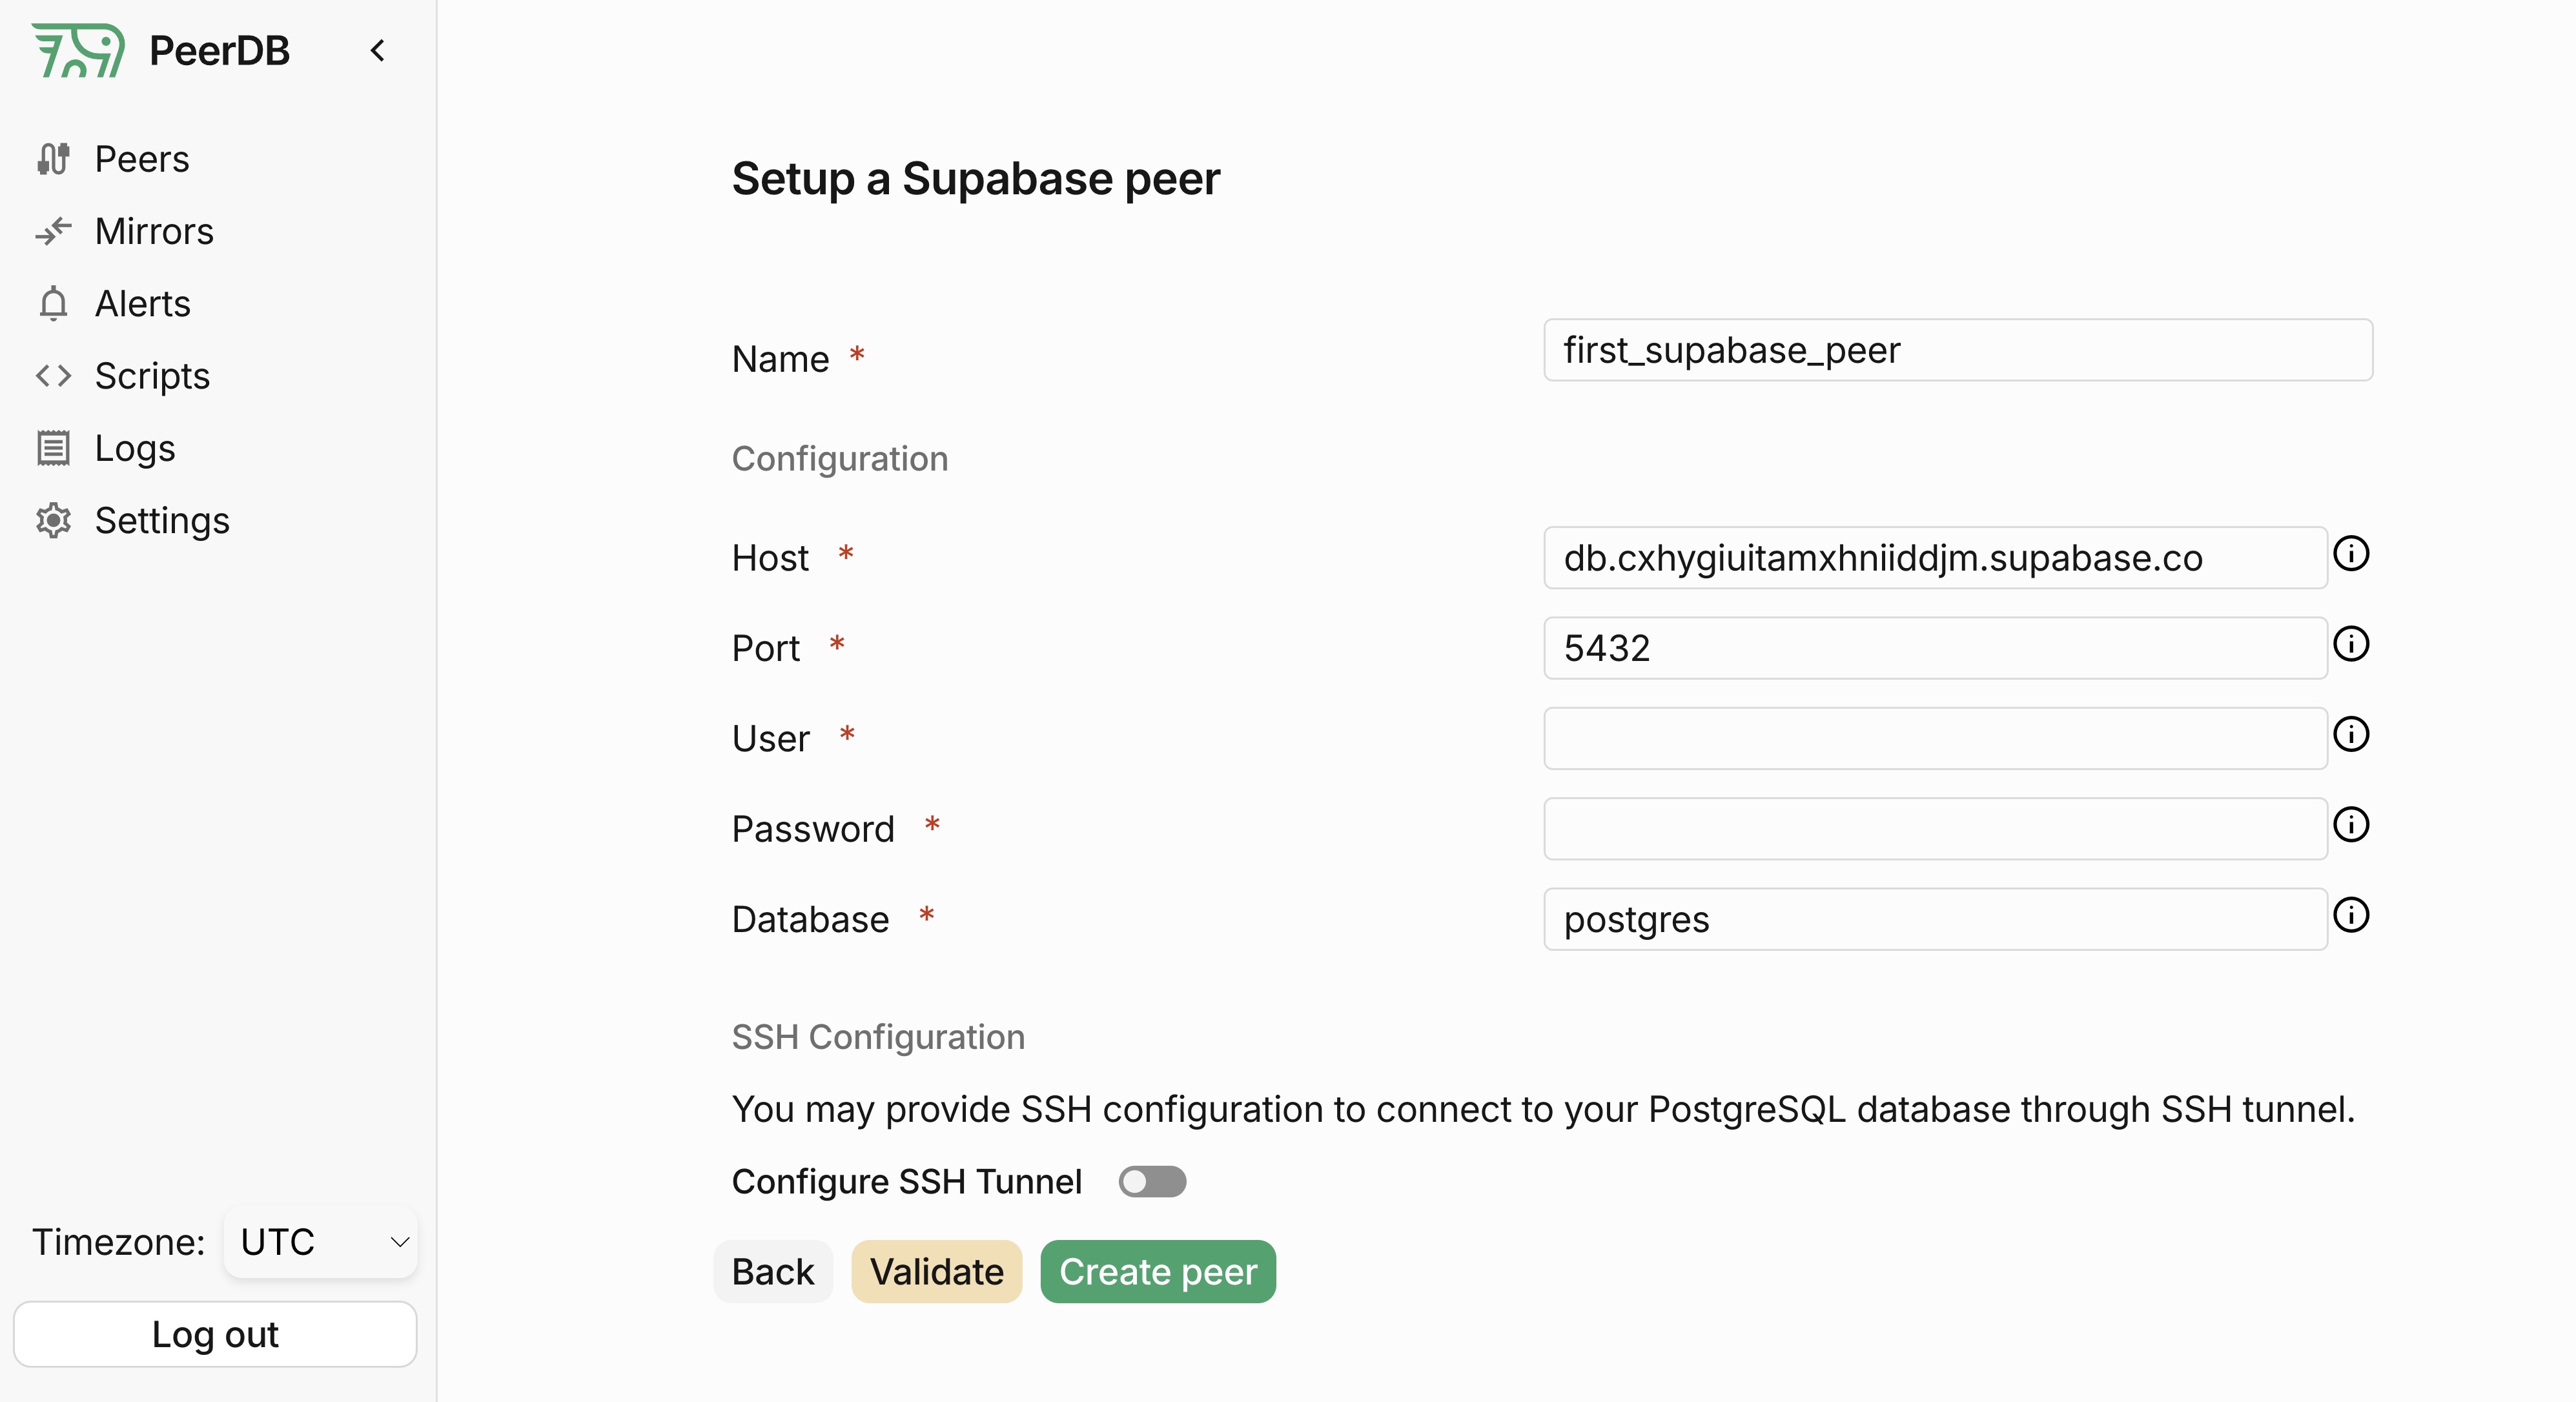 PeerDB
Peers
Mirrors
Alerts
Scripts
Logs
Settings
Timezone: UTC
Log out
Setup a Supabase peer
Name * first_supabase_peer
Configuration
Host * db.cxhygiuitamxhniiddjm.supabase.co
Port * 5432
User *
Password *
Database * postgres
SSH Configuration
You may provide SSH configuration to connect to your PostgreSQL database through SSH tunnel.
Configure SSH Tunnel
Back Validate Create peer